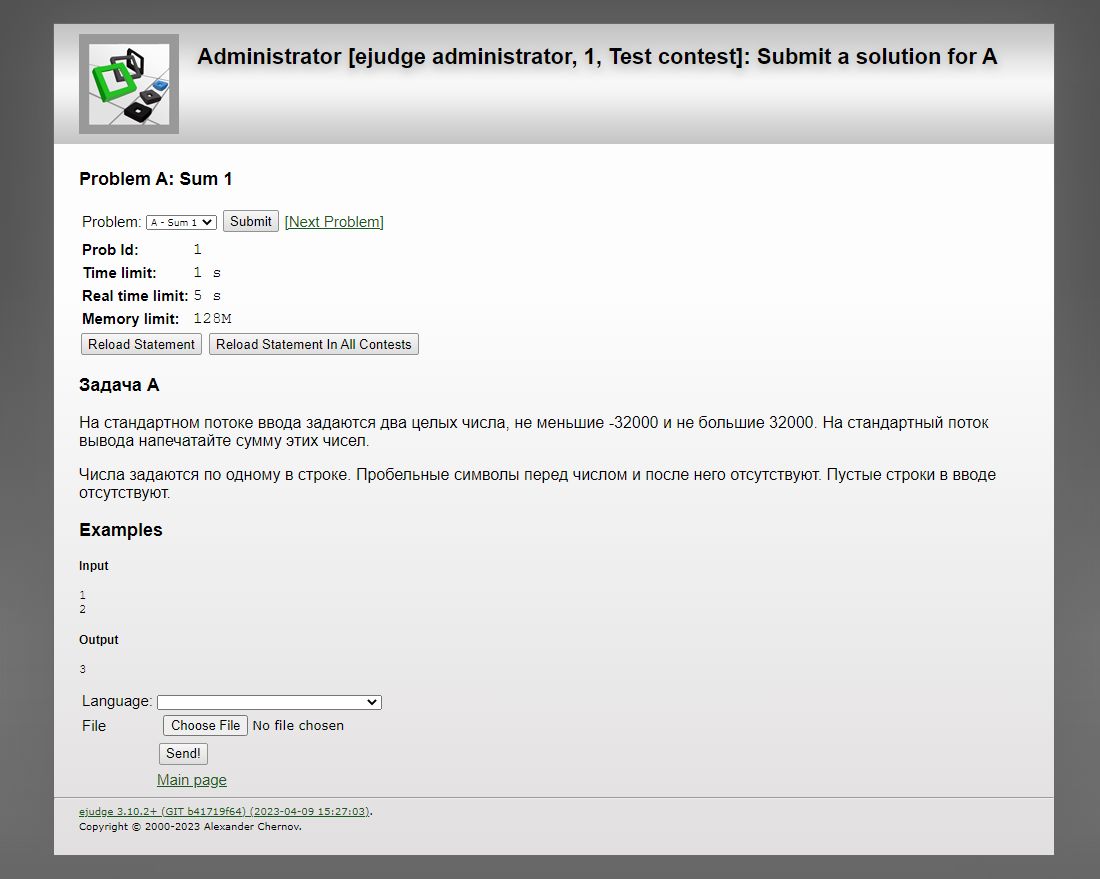 Administrator [ejudge administrator, 1, Test contest]: Submit a solution for A
Problem A: Sum 1
Problem: A - Sum 1 Submit [Next Problem]
Prob Id: 1
Time limit: 1 s
Real time limit: 5 s
Memory limit: 128M
Reload Statement Reload Statement In All Contests
Задача A
На стандартном потоке ввода задаются два целых числа, не меньшие -32000 и не большие 32000. На стандартный поток
вывода напечатайте сумму этих чисел.
Числа задаются по одному в строке. Пробельные символы перед числом и после него отсутствуют. Пустые строки в вводе
отсутствуют.
Examples
Input
1
2
Output
3
Language:
File Choose File No file chosen
Send!
Main page
ejudge 3.10.2+ (GIT b41719f64) (2023-04-09 15:27:03).
Copyright © 2000-2023 Alexander Chernov.